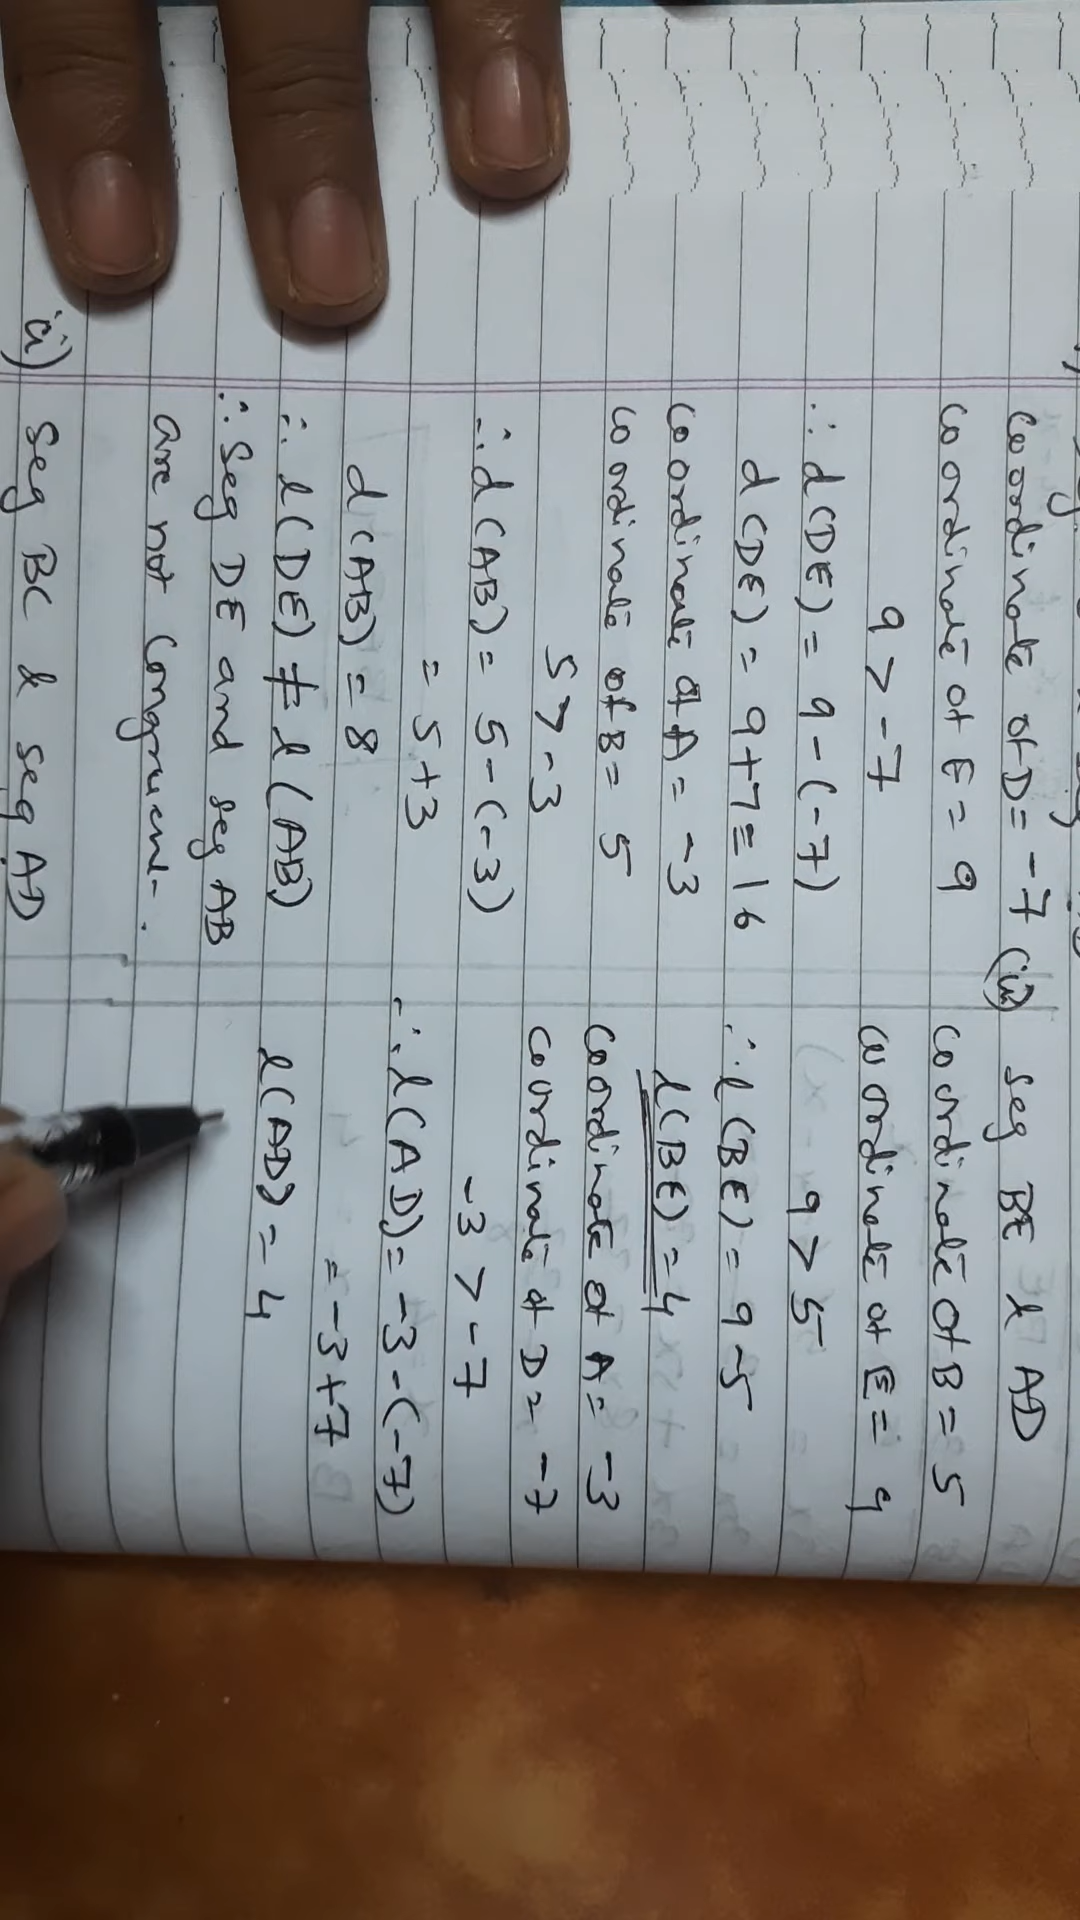 Coordinate of D = -7
Coordinate of E = 9
9 > -7
∴ d(DE) = 9 - (-7)
d(DE) = 9+7 = 16
Coordinate of A = -3
Coordinate of B = 5
5 > -3
∴ d(AB) = 5 - (-3)
= 5+3
d(AB) = 8
∴ l(DE) ≠ l(AB)
∴ Seg DE and seg AB
are not Congruent.
ii) Seg BC & seg AD
(iii) Seg BE & AD
Coordinate of B = 5
Coordinate of E = 9
9 > 5
∴ l(BE) = 9-5
l(BE) = 4
Coordinate of A = -3
Coordinate of D = -7
-3 > -7
∴ l(AD) = -3-(-7)
= -3+7
l(AD) = 4